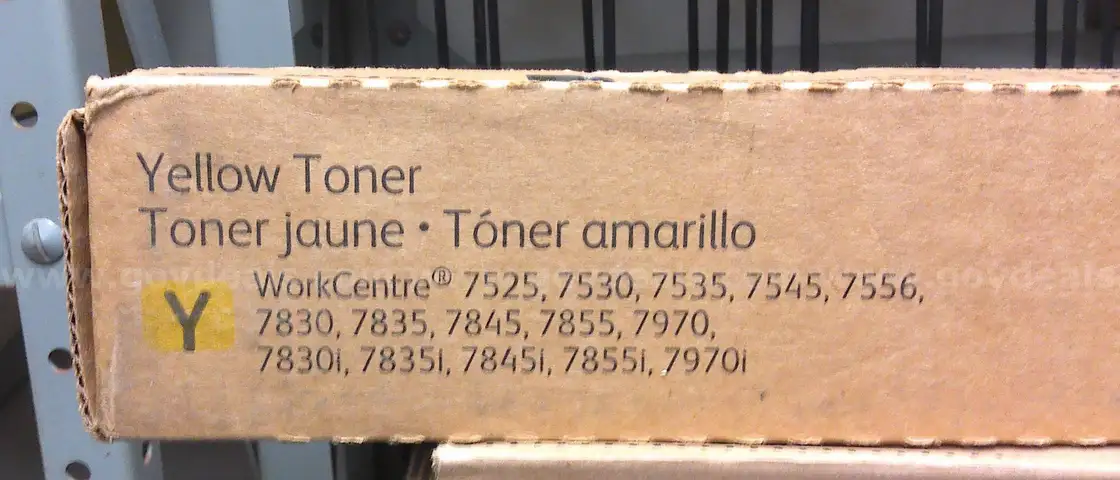 Yellow Toner
Toner jaune • Tóner amarillo
WorkCentre® 7525, 7530, 7535, 7545, 7556,
Y
7830, 7835, 7845, 7855, 7970,
7830i, 7835i, 7845i, 7855i, 7970i